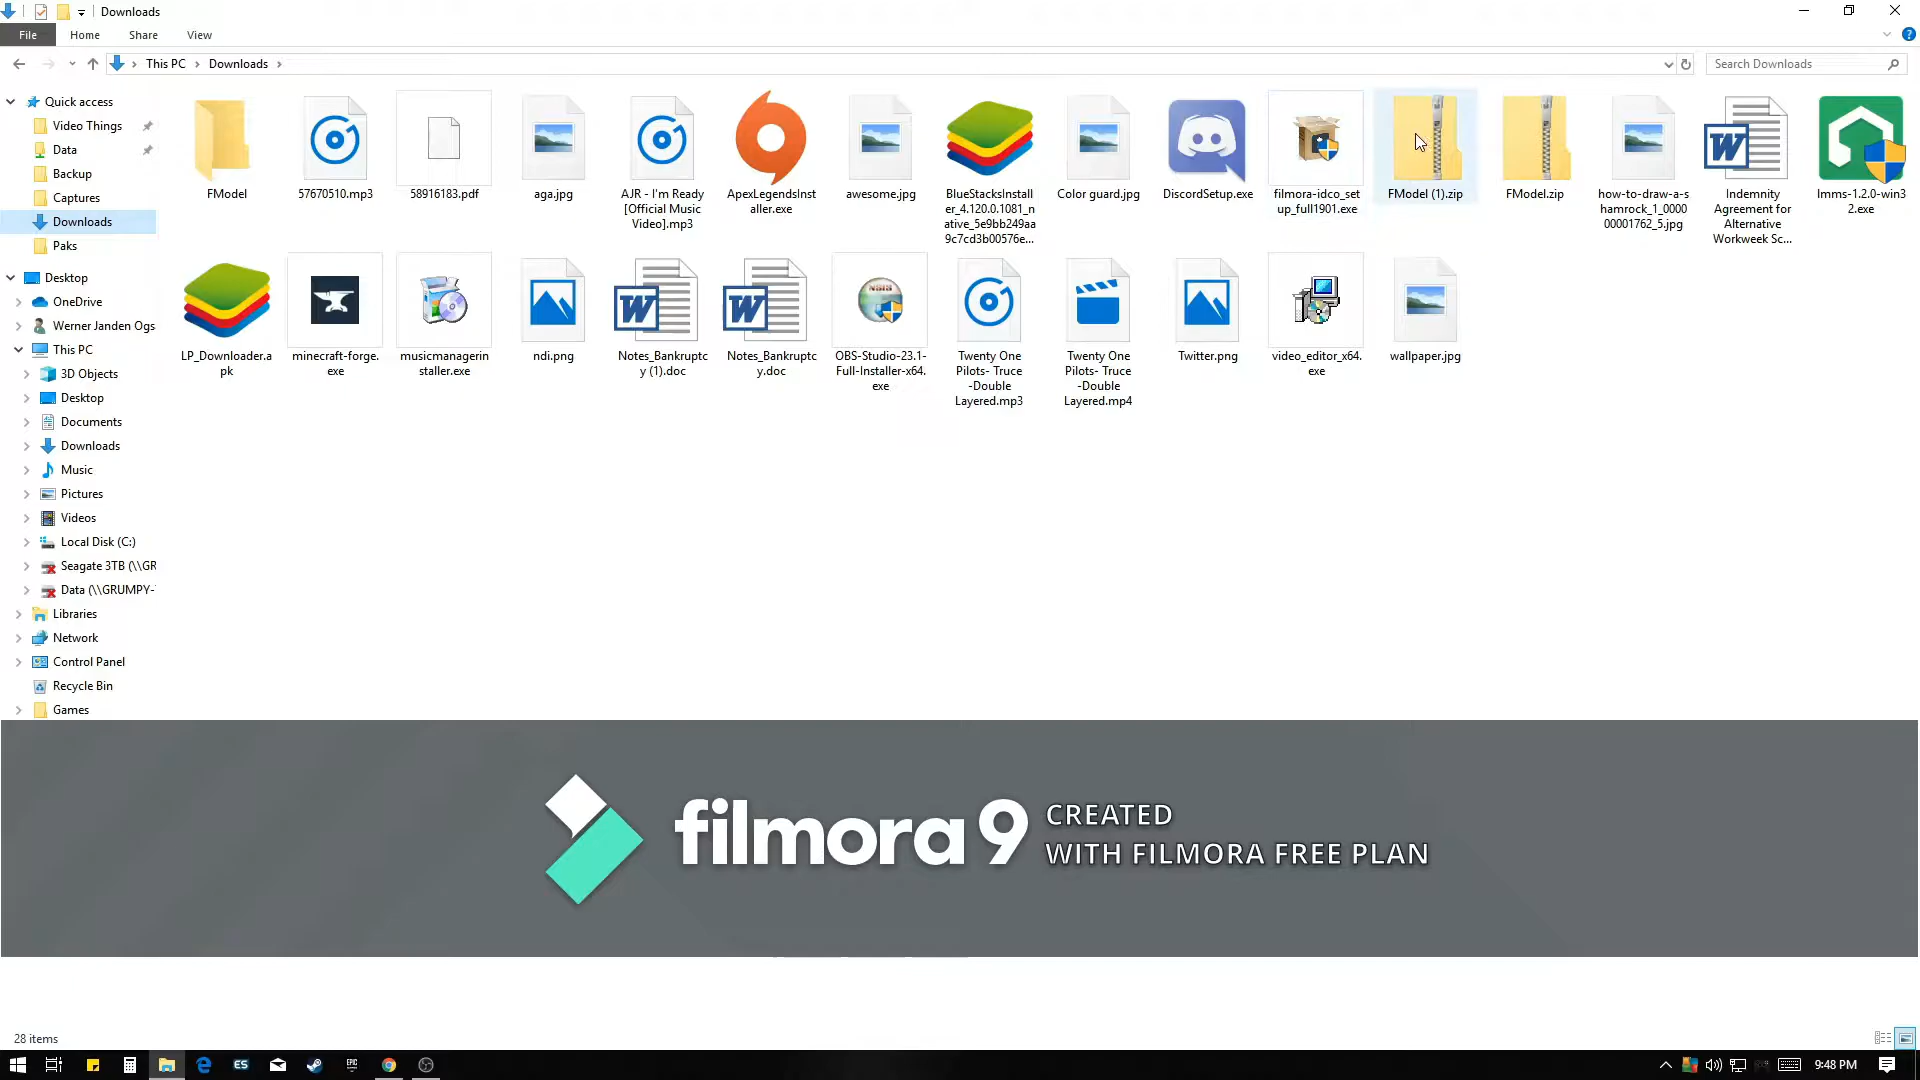 Downloads
File
Home
Share
View
This PC
Downloads
Search Downloads
Quick access
Video Things
Data
Backup
Captures
Downloads
Paks
Desktop
OneDrive
Werner Janden Ogs
This PC
3D Objects
Desktop
Documents
Downloads
Music
Pictures
Videos
Local Disk (C:)
Seagate 3TB (\\GR
Data (\\GRUMPY-
Libraries
Network
Control Panel
Recycle Bin
Games
FModel
57670510.mp3
58916183.pdf
aga.jpg
AJR - I'm Ready
[Official Music
Video].mp3
ApexLegendsInst
aller.exe
awesome.jpg
BlueStacksInstall
er_4.120.0.1081_n
ative_5e9bb249aa
9c7cd3b00576e...
Color guard.jpg
DiscordSetup.exe
filmora-idco_set
up_full1901.exe
FModel (1).zip
FModel.zip
how-to-draw-a-s
hamrock_1_0000
00001762_5.jpg
Indemnity
Agreement for
Alternative
Workweek Sc...
lmms-1.2.0-win3
2.exe
LP_Downloader.a
pk
minecraft-forge.
exe
musicmanagerin
staller.exe
ndi.png
Notes_Bankruptc
y (1).doc
Notes_Bankruptc
y.doc
OBS-Studio-23.1-
Full-Installer-x64.
exe
Twenty One
Pilots- Truce
-Double
Layered.mp3
Twenty One
Pilots- Truce
-Double
Layered.mp4
Twitter.png
video_editor_x64.
exe
wallpaper.jpg
filmora 9
CREATED
WITH FILMORA FREE PLAN
28 items
ES
EPIC
9:48 PM